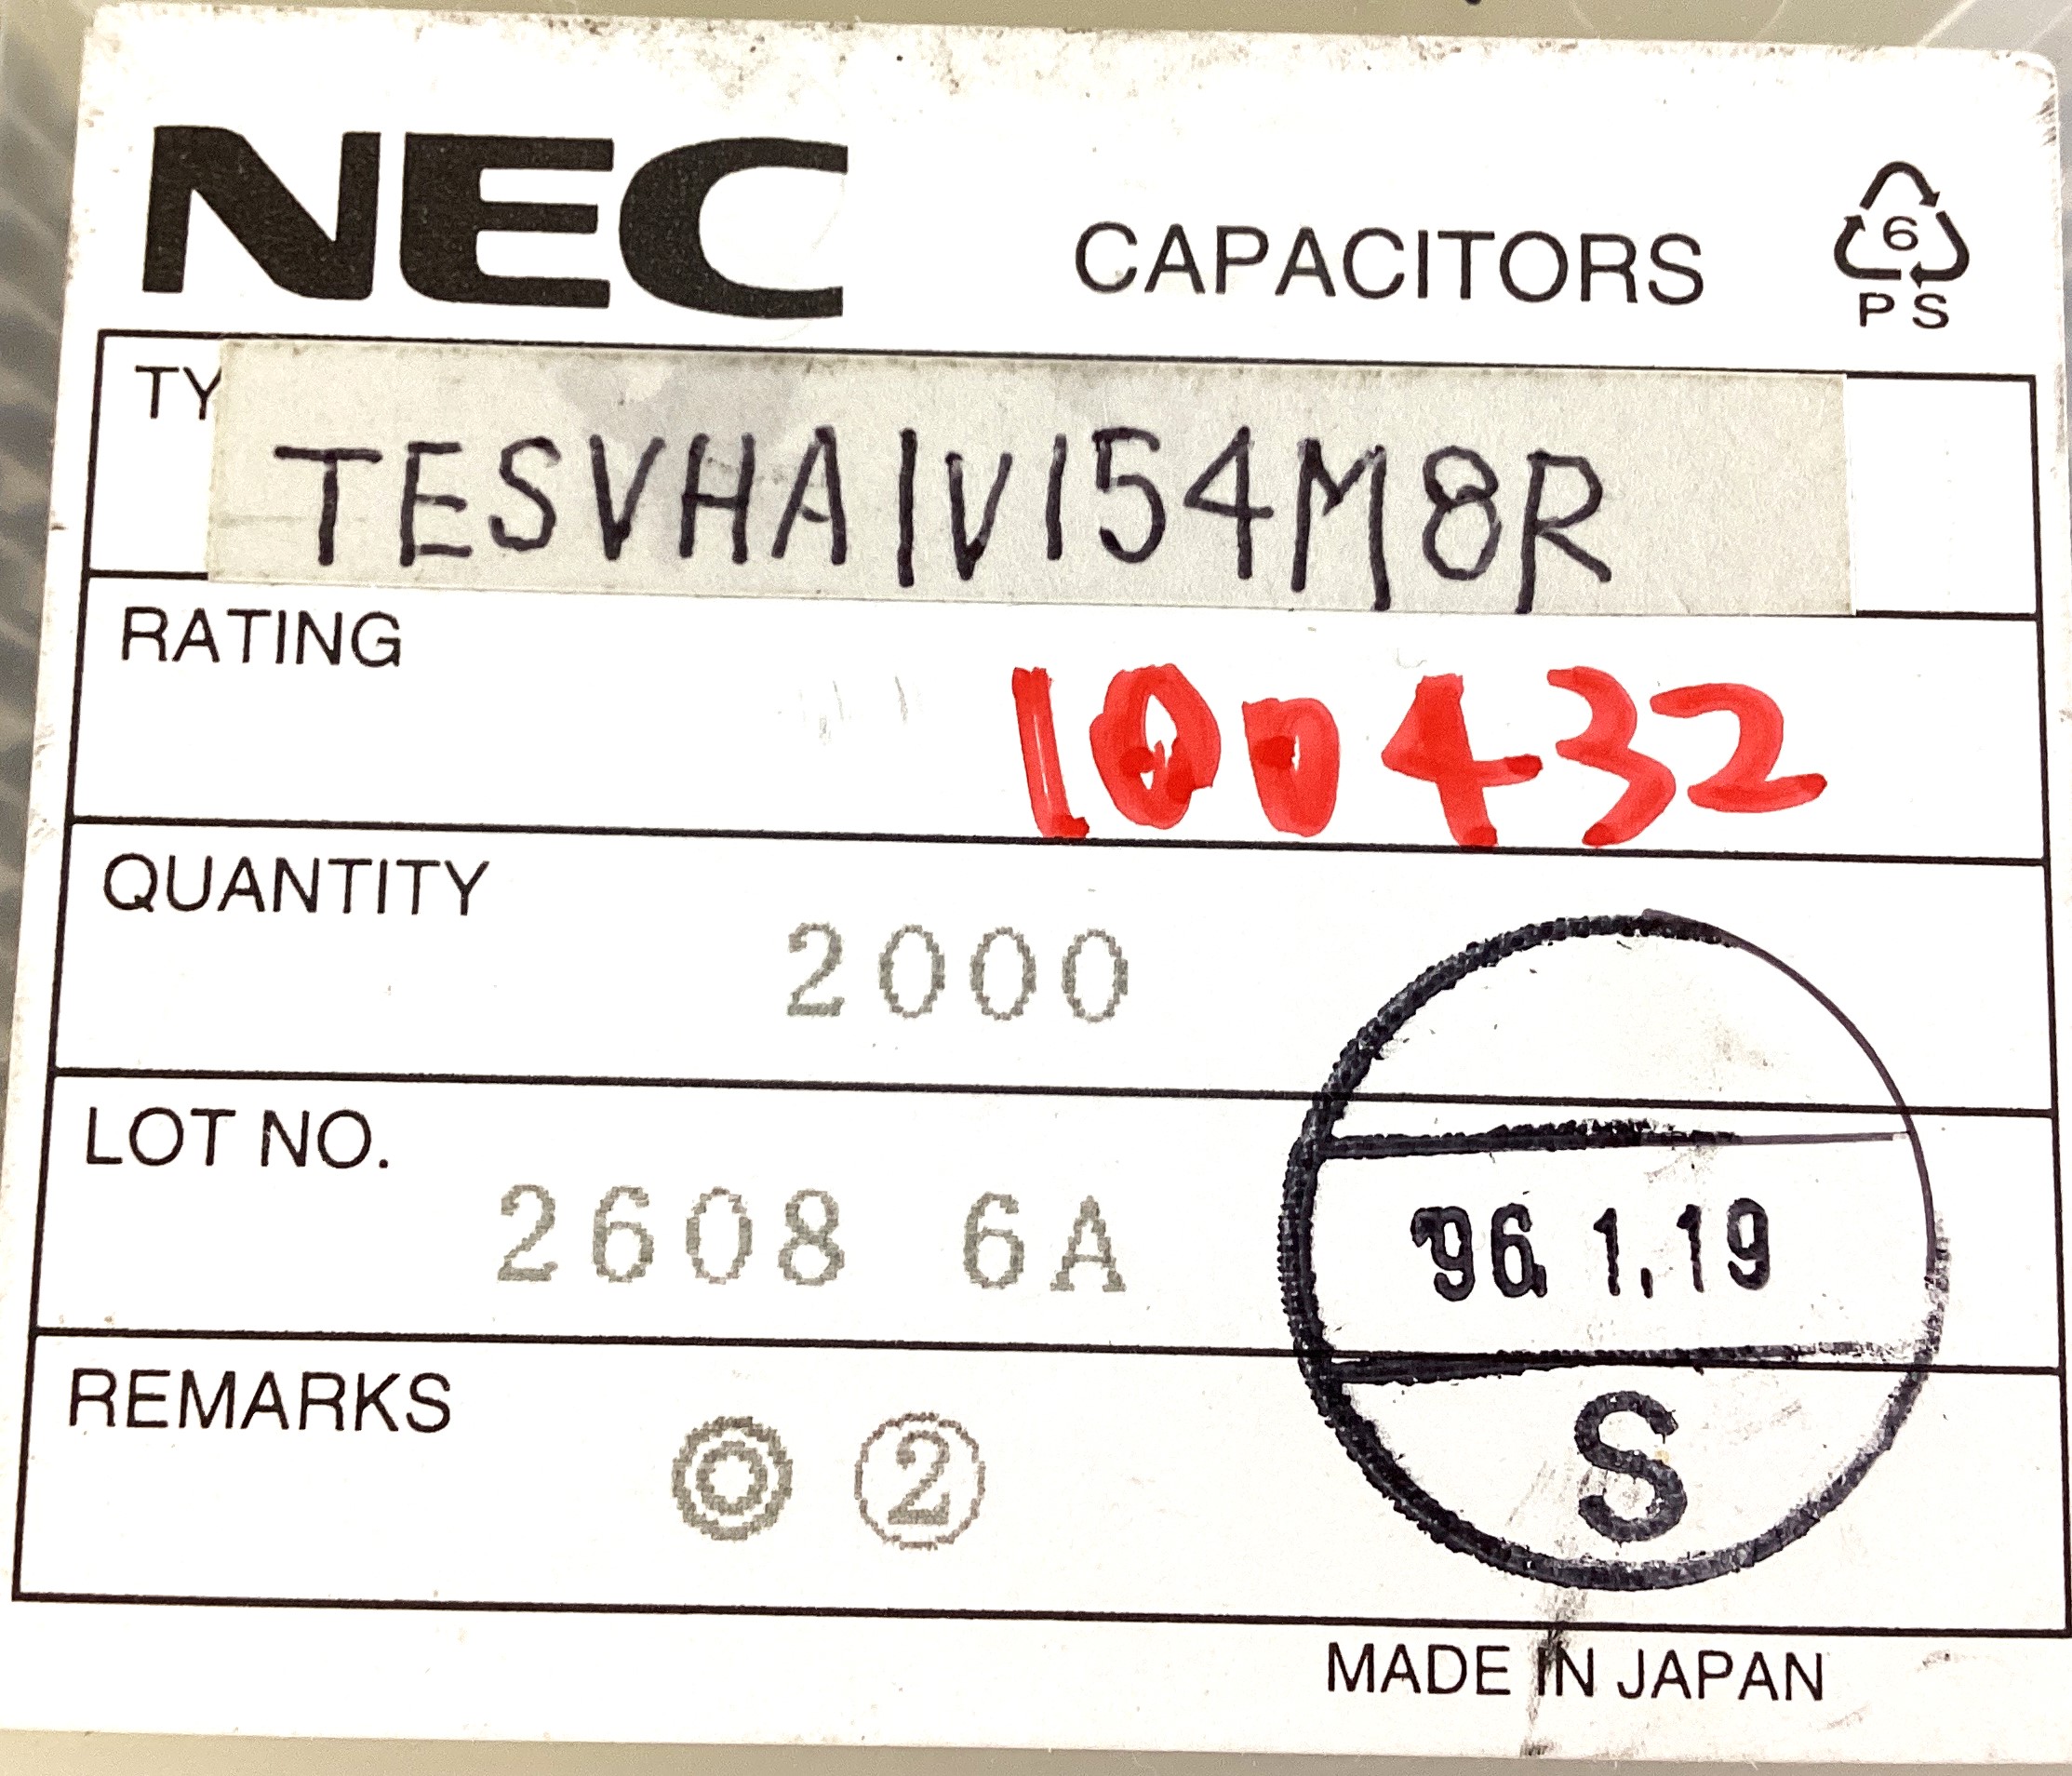 NEC CAPACITORS
6
PS
TY
TESVHA1V154M8R
RATING
100432
QUANTITY
2000
LOT NO.
2608 6A
'96. 1.19
REMARKS
◎ ②
S
MADE IN JAPAN